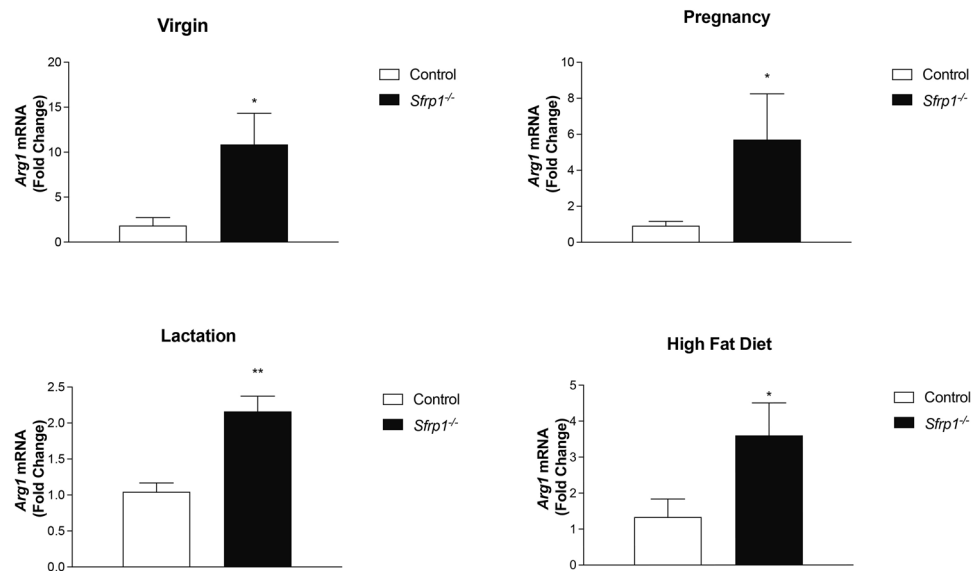 Virgin
Arg1 mRNA
(Fold Change)
20
15
10
5
0
*
Control
Sfrp1-/-
Pregnancy
Arg1 mRNA
(Fold Change)
10
8
6
4
2
0
*
Control
Sfrp1-/-
Lactation
Arg1 mRNA
(Fold Change)
2.5
2.0
1.5
1.0
0.5
0.0
**
Control
Sfrp1-/-
High Fat Diet
Arg1 mRNA
(Fold Change)
5
4
3
2
1
0
*
Control
Sfrp1-/-